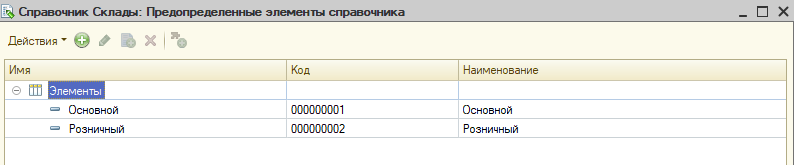 Справочник Склады: Предопределенные элементы справочника
Действия
Имя Код Наименование
Элементы
Основной 000000001 Основной
Розничный 000000002 Розничный